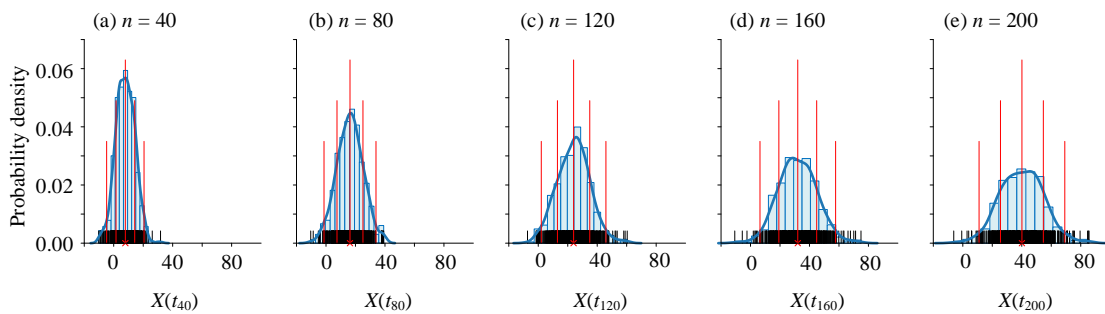 (a) n = 40
(b) n = 80
(c) n = 120
(d) n = 160
(e) n = 200
Probability density
0.06
0.04
0.02
0.00
0 40 80
0 40 80
0 40 80
0 40 80
0 40 80
X(t40)
X(t80)
X(t120)
X(t160)
X(t200)